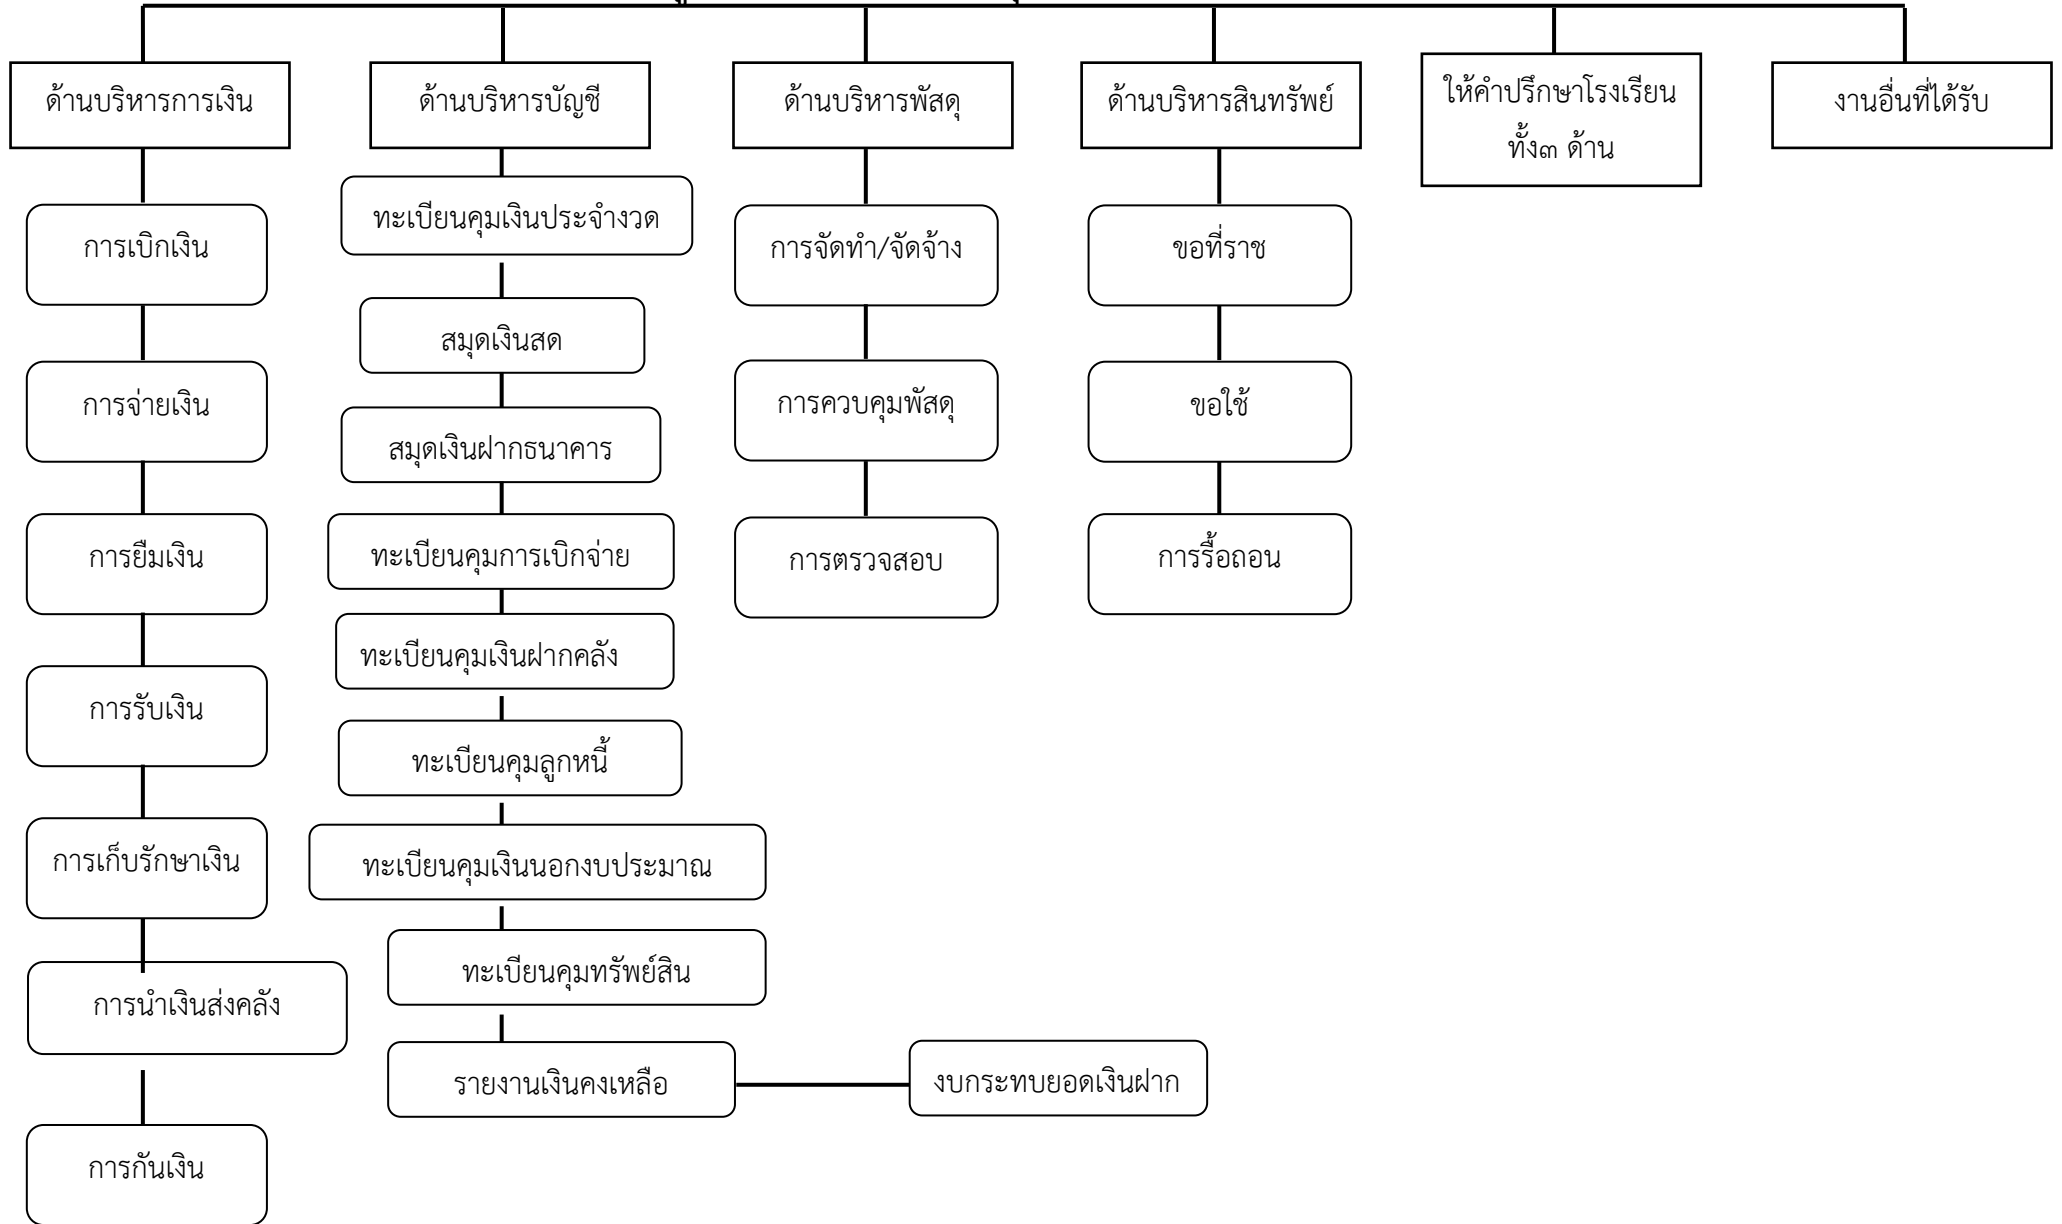 ด้านบริหารการเงิน
ด้านบริหารบัญชี
ด้านบริหารพัสดุ
ด้านบริหารสินทรัพย์
ให้คำปรึกษาโรงเรียน
ทั้ง๓ ด้าน
งานอื่นที่ได้รับ
การเบิกเงิน
การจ่ายเงิน
การยืมเงิน
การรับเงิน
การเก็บรักษาเงิน
การนำเงินส่งคลัง
การกันเงิน
ทะเบียนคุมเงินประจำงวด
สมุดเงินสด
สมุดเงินฝากธนาคาร
ทะเบียนคุมการเบิกจ่าย
ทะเบียนคุมเงินฝากคลัง
ทะเบียนคุมลูกหนี้
ทะเบียนคุมเงินนอกงบประมาณ
ทะเบียนคุมทรัพย์สิน
รายงานเงินคงเหลือ
งบกระทบยอดเงินฝาก
การจัดทำ/จัดจ้าง
การควบคุมพัสดุ
การตรวจสอบ
ขอที่ราช
ขอใช้
การรื้อถอน